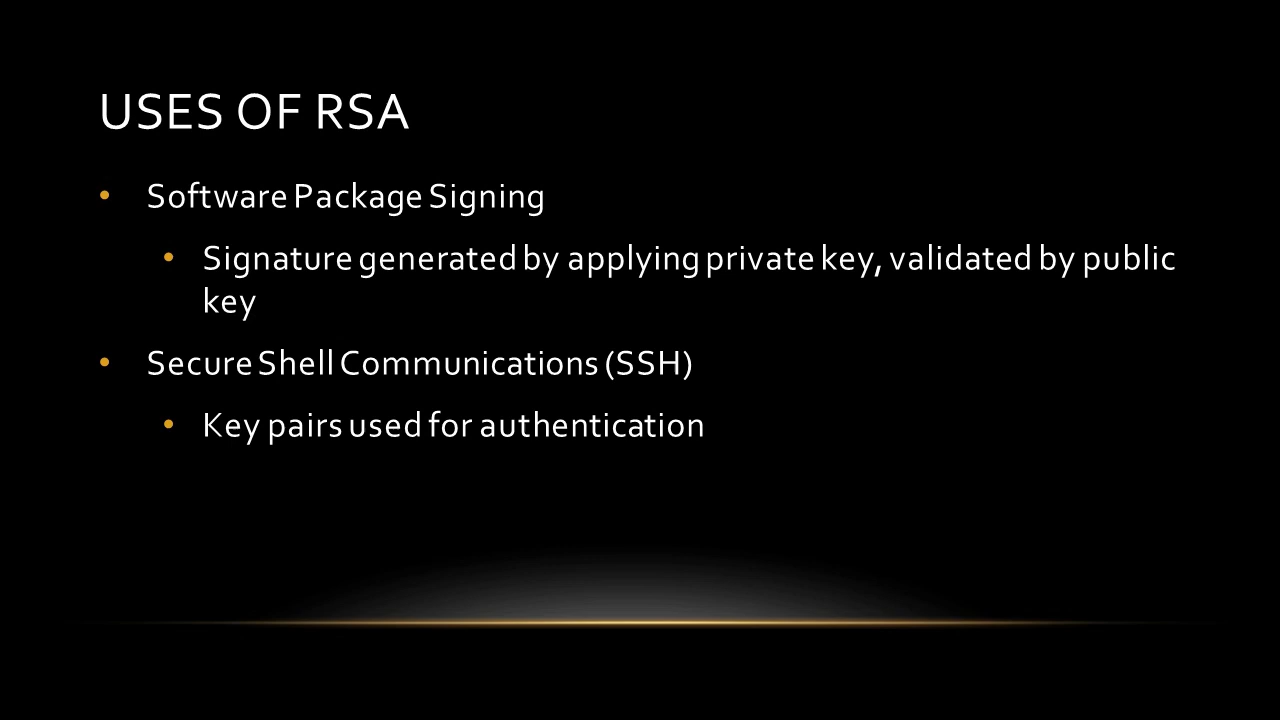 USES OF RSA
• Software Package Signing
• Signature generated by applying private key, validated by public
key
• Secure Shell Communications (SSH)
• Key pairs used for authentication